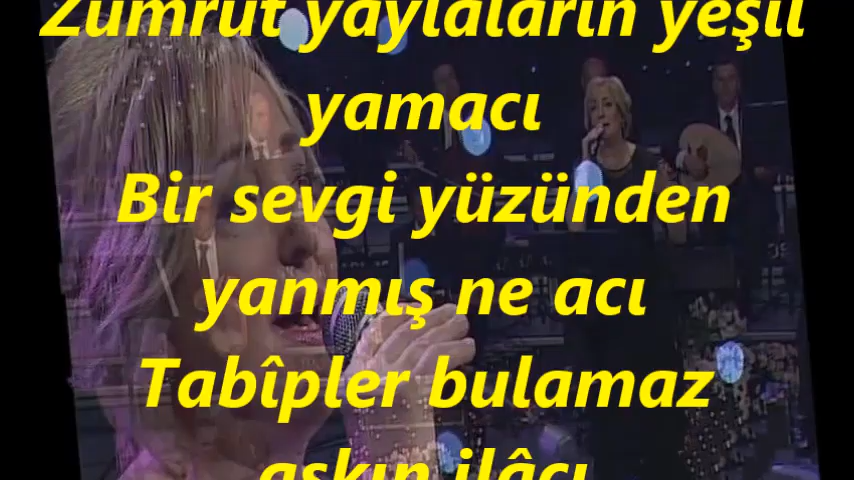 Zümrüt yaylaların yeşil
yamacı
Bir sevgi yüzünden
yanmış ne acı
Tabîpler bulamaz
aşkın ilâcı